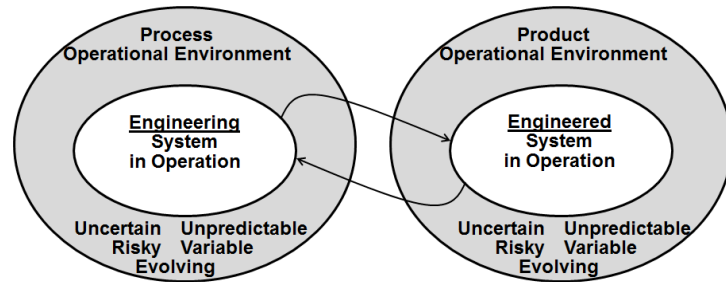 Process
Operational Environment
Engineering
System
in Operation
Uncertain Unpredictable
Risky Variable
Evolving
Product
Operational Environment
Engineered
System
in Operation
Uncertain Unpredictable
Risky Variable
Evolving